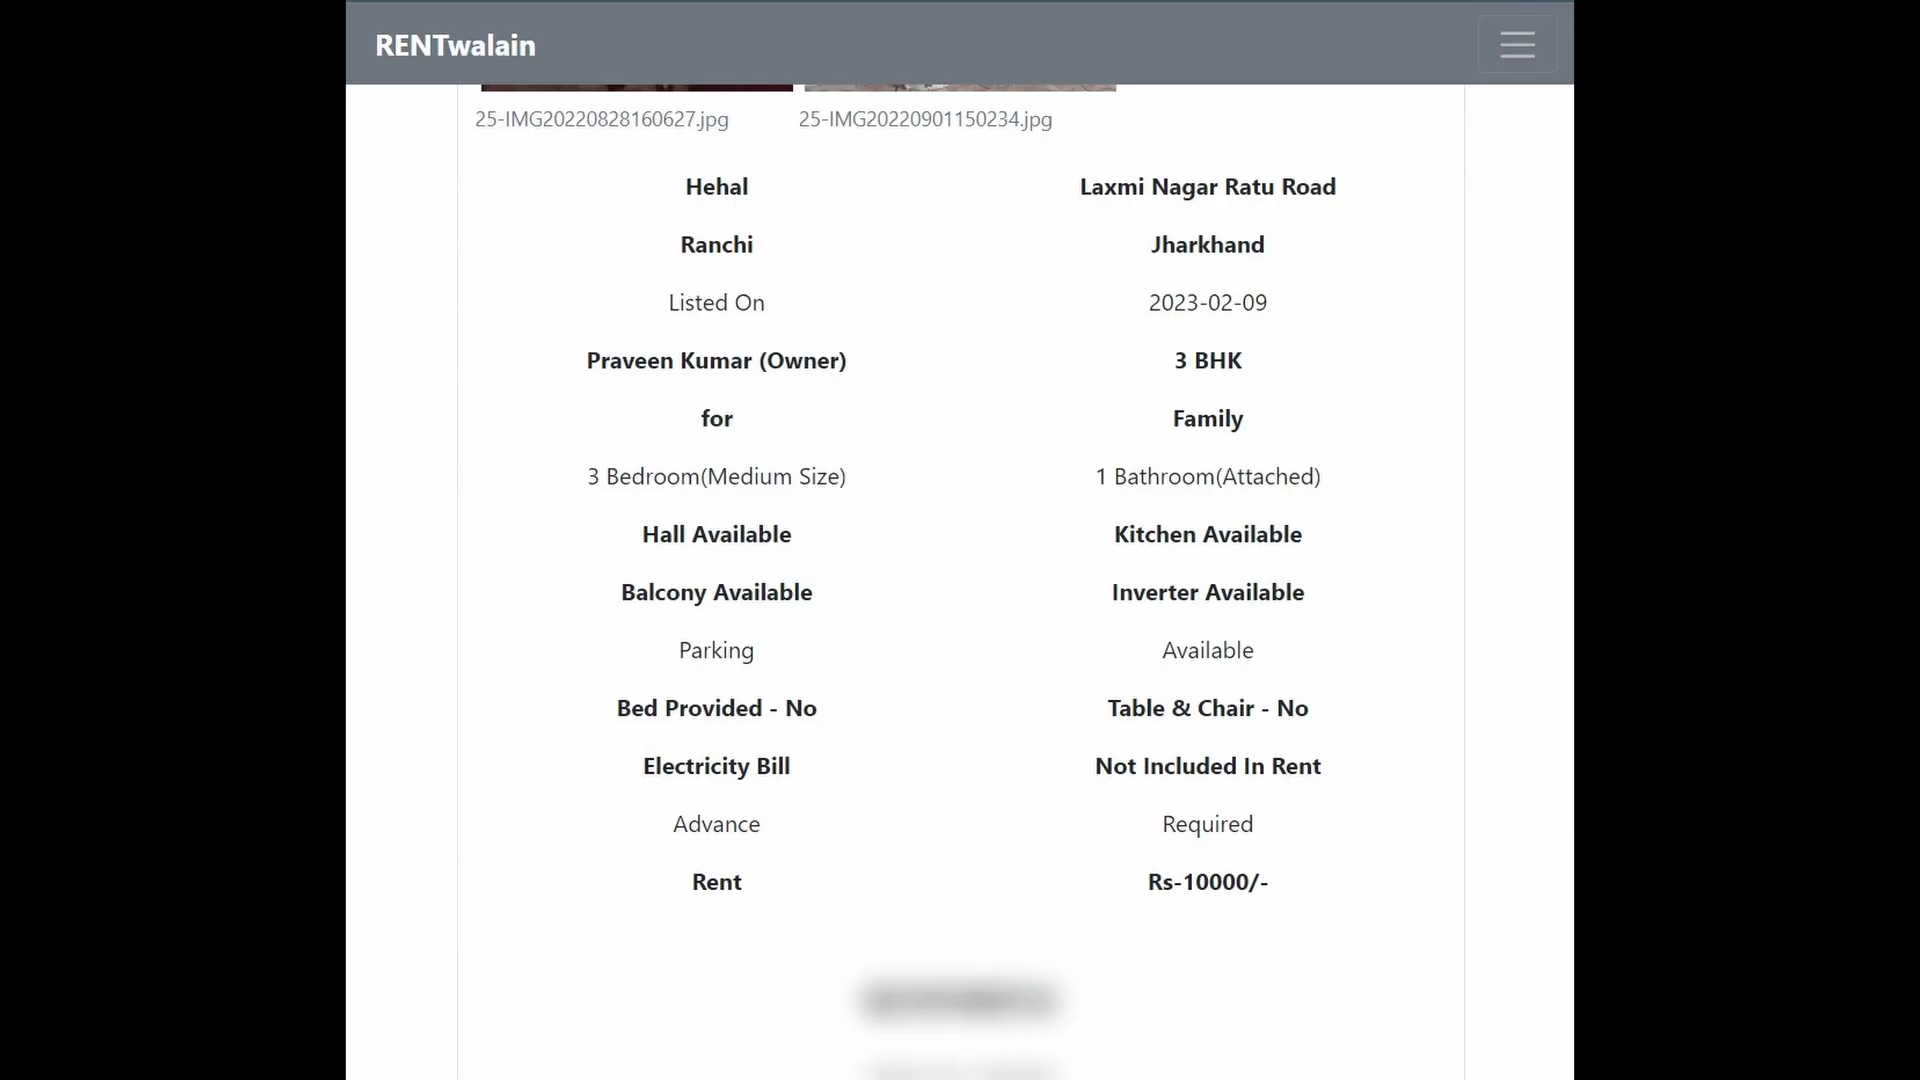 RENTwalain
25-IMG20220828160627.jpg 25-IMG20220901150234.jpg
Hehal Laxmi Nagar Ratu Road
Ranchi Jharkhand
Listed On 2023-02-09
Praveen Kumar (Owner) 3 BHK
for Family
3 Bedroom(Medium Size) 1 Bathroom(Attached)
Hall Available Kitchen Available
Balcony Available Inverter Available
Parking Available
Bed Provided - No Table & Chair - No
Electricity Bill Not Included In Rent
Advance Required
Rent Rs-10000/-